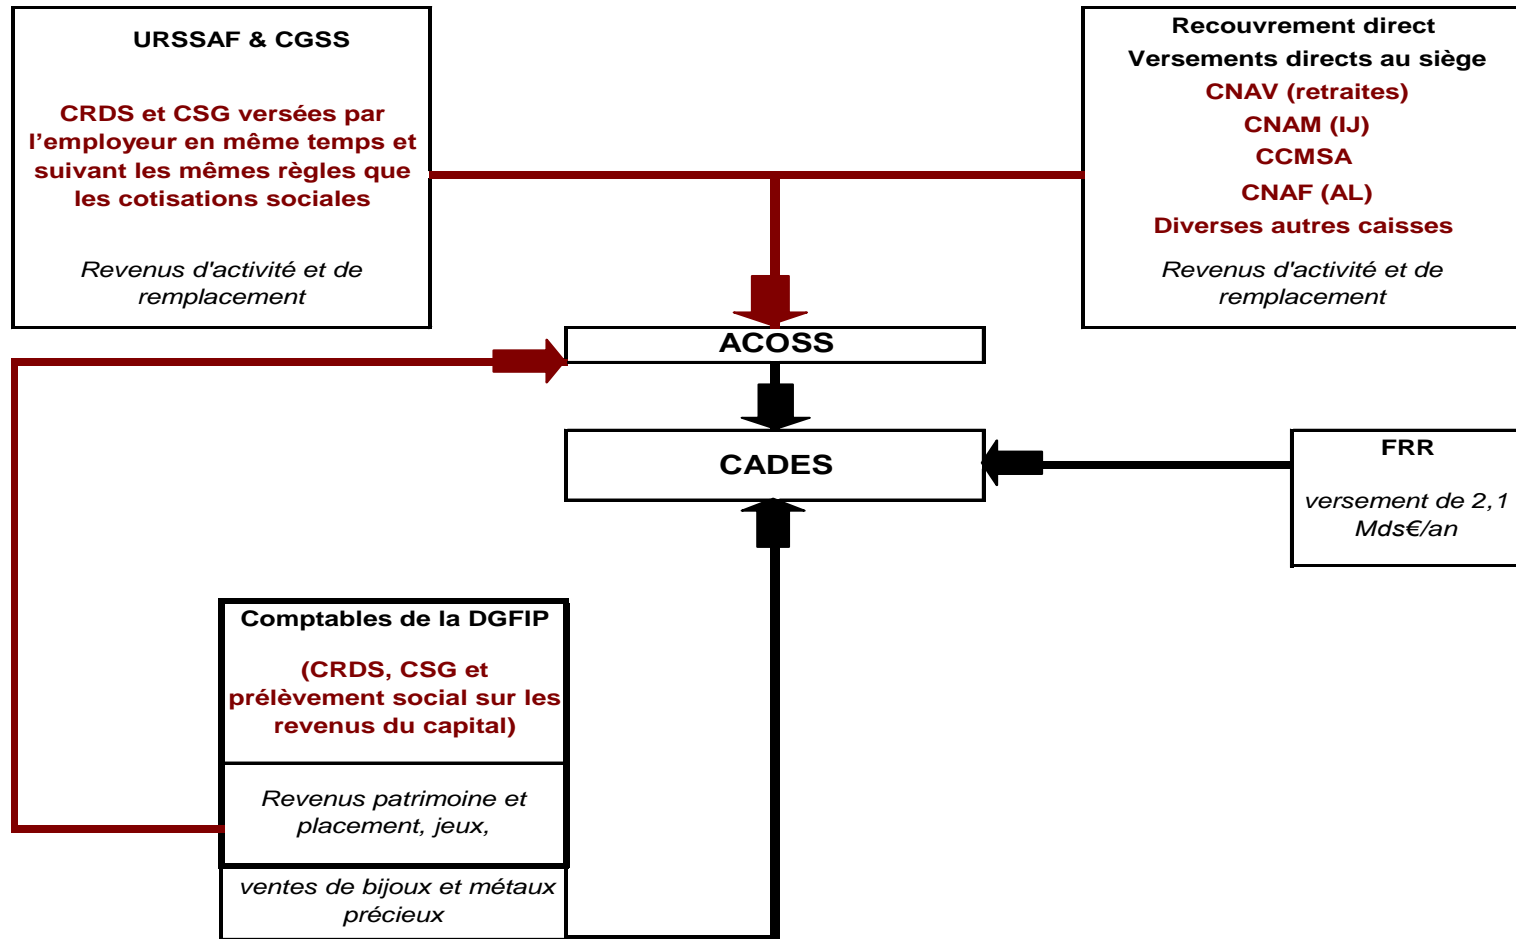 URSSAF & CGSS
CRDS et CSG versées par
l'employeur en même temps et
suivant les mêmes règles que
les cotisations sociales
Revenus d'activité et de
remplacement
Recouvrement direct
Versements directs au siège
CNAV (retraites)
CNAM (IJ)
CCMSA
CNAF (AL)
Diverses autres caisses
Revenus d'activité et de
remplacement
ACOSS
CADES
FRR
versement de 2,1
Mds€/an
Comptables de la DGFIP
(CRDS, CSG et
prélèvement social sur les
revenus du capital)
Revenus patrimoine et
placement, jeux,
ventes de bijoux et métaux
précieux